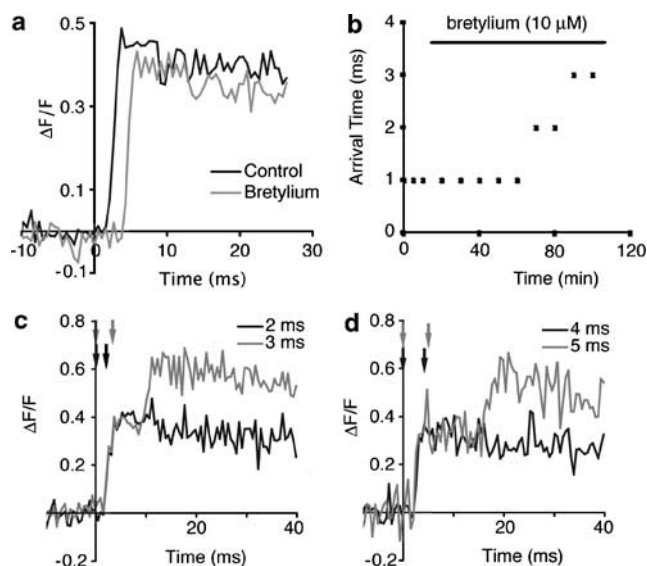 a
0.5
0.3
0.1
-0.1
ΔF/F
Control
Bretylium
-10
0
10
20
30
Time (ms)
b
bretylium (10 µM)
4
3
2
1
0
Arrival Time (ms)
0
40
80
120
Time (min)
c
2 ms
3 ms
0.8
0.6
0.4
0.2
-0.2
ΔF/F
20
40
Time (ms)
d
4 ms
5 ms
0.8
0.6
0.4
0.2
-0.2
ΔF/F
20
40
Time (ms)